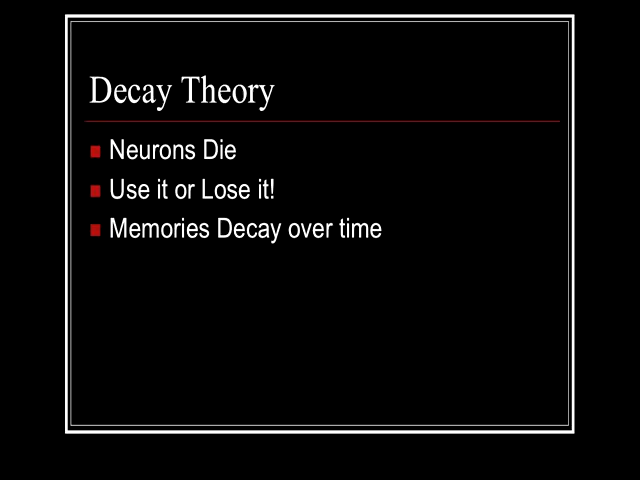 Decay Theory
Neurons Die
Use it or Lose it!
Memories Decay over time